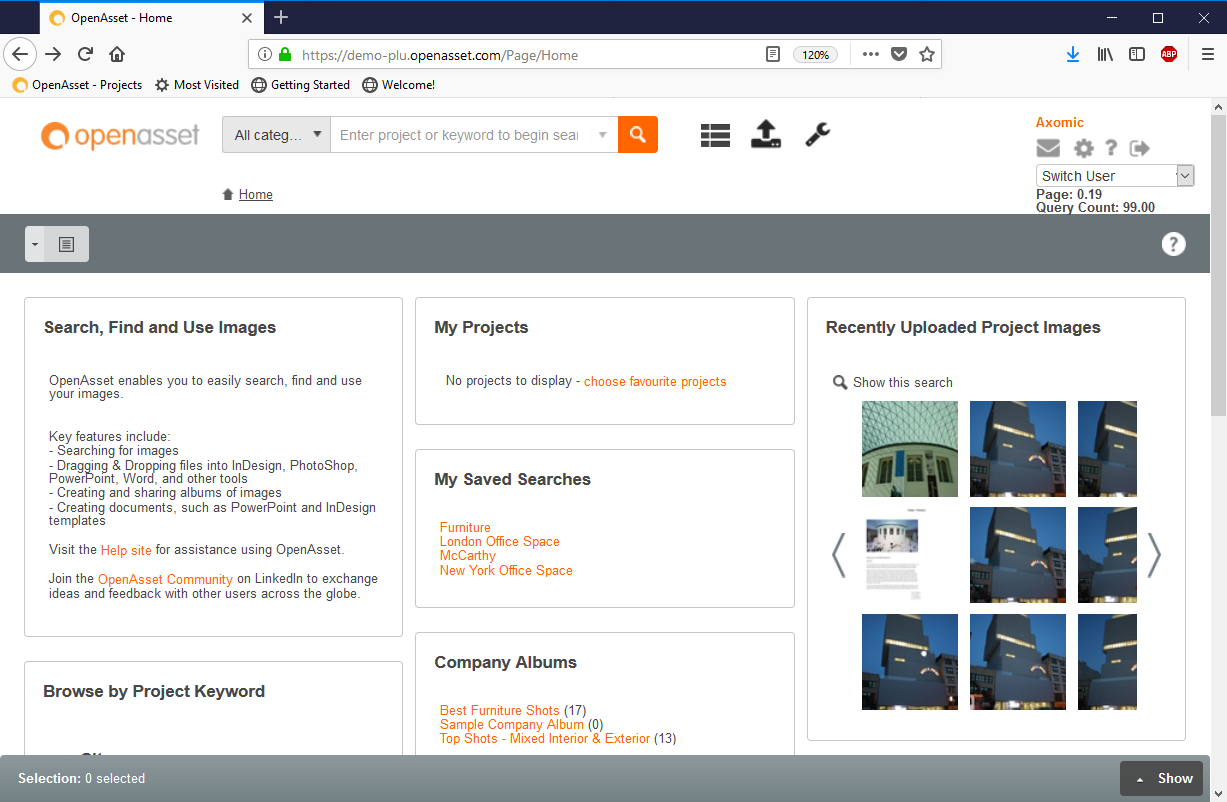 OpenAsset - Home
https://demo-plu.openasset.com/Page/Home
120%
ABP
OpenAsset - Projects
Most Visited
Getting Started
Welcome!
openasset
All categ...
Enter project or keyword to begin sear
Axomic
Switch User
Page: 0.19
Query Count: 99.00
Home
Search, Find and Use Images
OpenAsset enables you to easily search, find and use
your images.
Key features include:
- Searching for images
- Dragging & Dropping files into InDesign, PhotoShop,
PowerPoint, Word, and other tools
- Creating and sharing albums of images
- Creating documents, such as PowerPoint and InDesign
templates
Visit the Help site for assistance using OpenAsset.
Join the OpenAsset Community on LinkedIn to exchange
ideas and feedback with other users across the globe.
Browse by Project Keyword
My Projects
No projects to display - choose favourite projects
My Saved Searches
Furniture
London Office Space
McCarthy
New York Office Space
Company Albums
Best Furniture Shots (17)
Sample Company Album (0)
Top Shots - Mixed Interior & Exterior (13)
Recently Uploaded Project Images
Show this search
Selection: 0 selected
Show